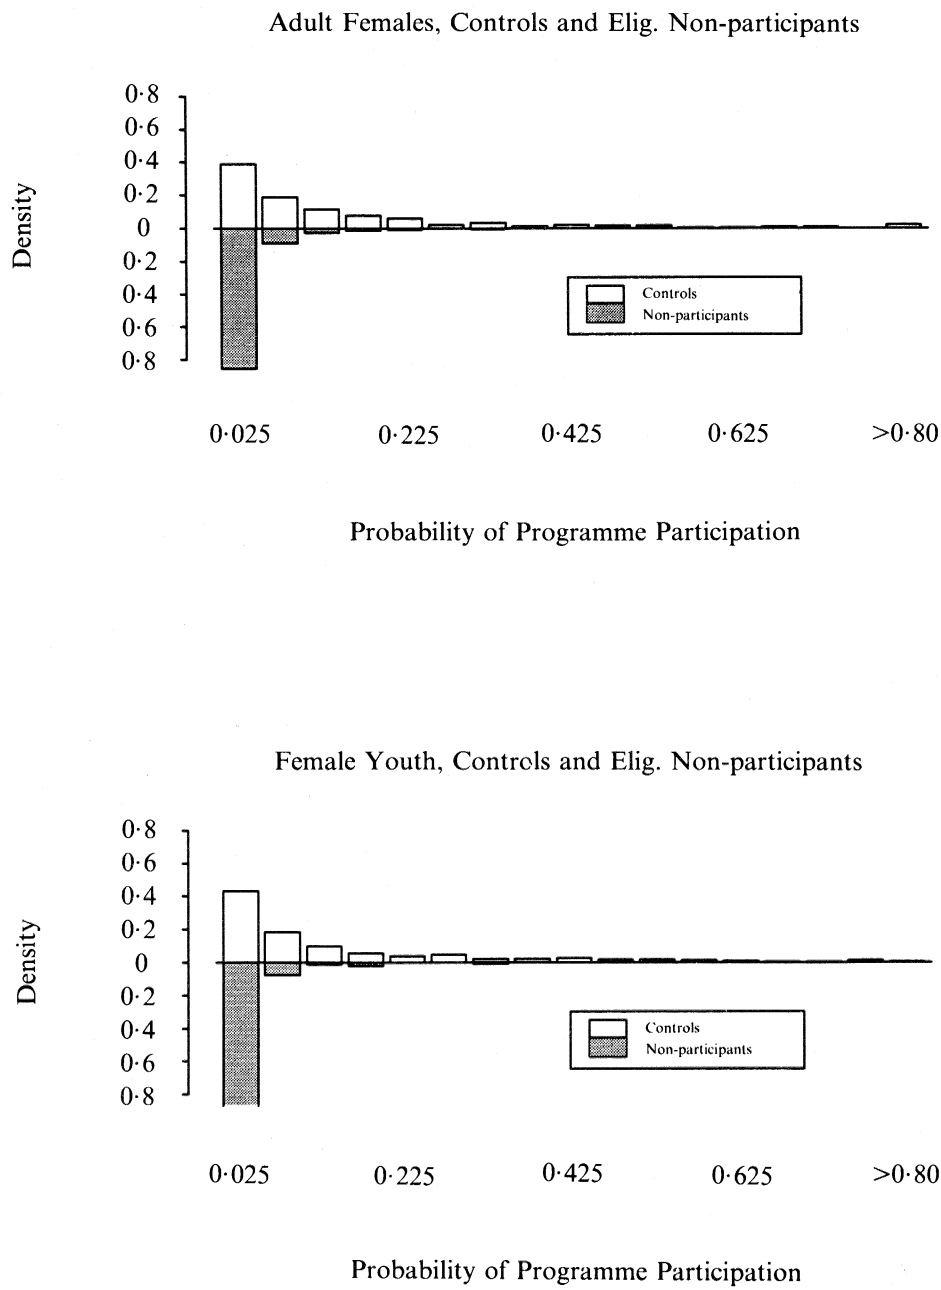 Adult Females, Controls and Elig. Non-participants
0·8
0·6
0·4
0·2
0
0·2
0·4
0·6
0·8
Density
Controls
Non-participants
0·025 0·225 0·425 0·625 >0·80
Probability of Programme Participation
Female Youth, Controls and Elig. Non-participants
0·8
0·6
0·4
0·2
0
0·2
0·4
0·6
0·8
Density
Controls
Non-participants
0·025 0·225 0·425 0·625 >0·80
Probability of Programme Participation